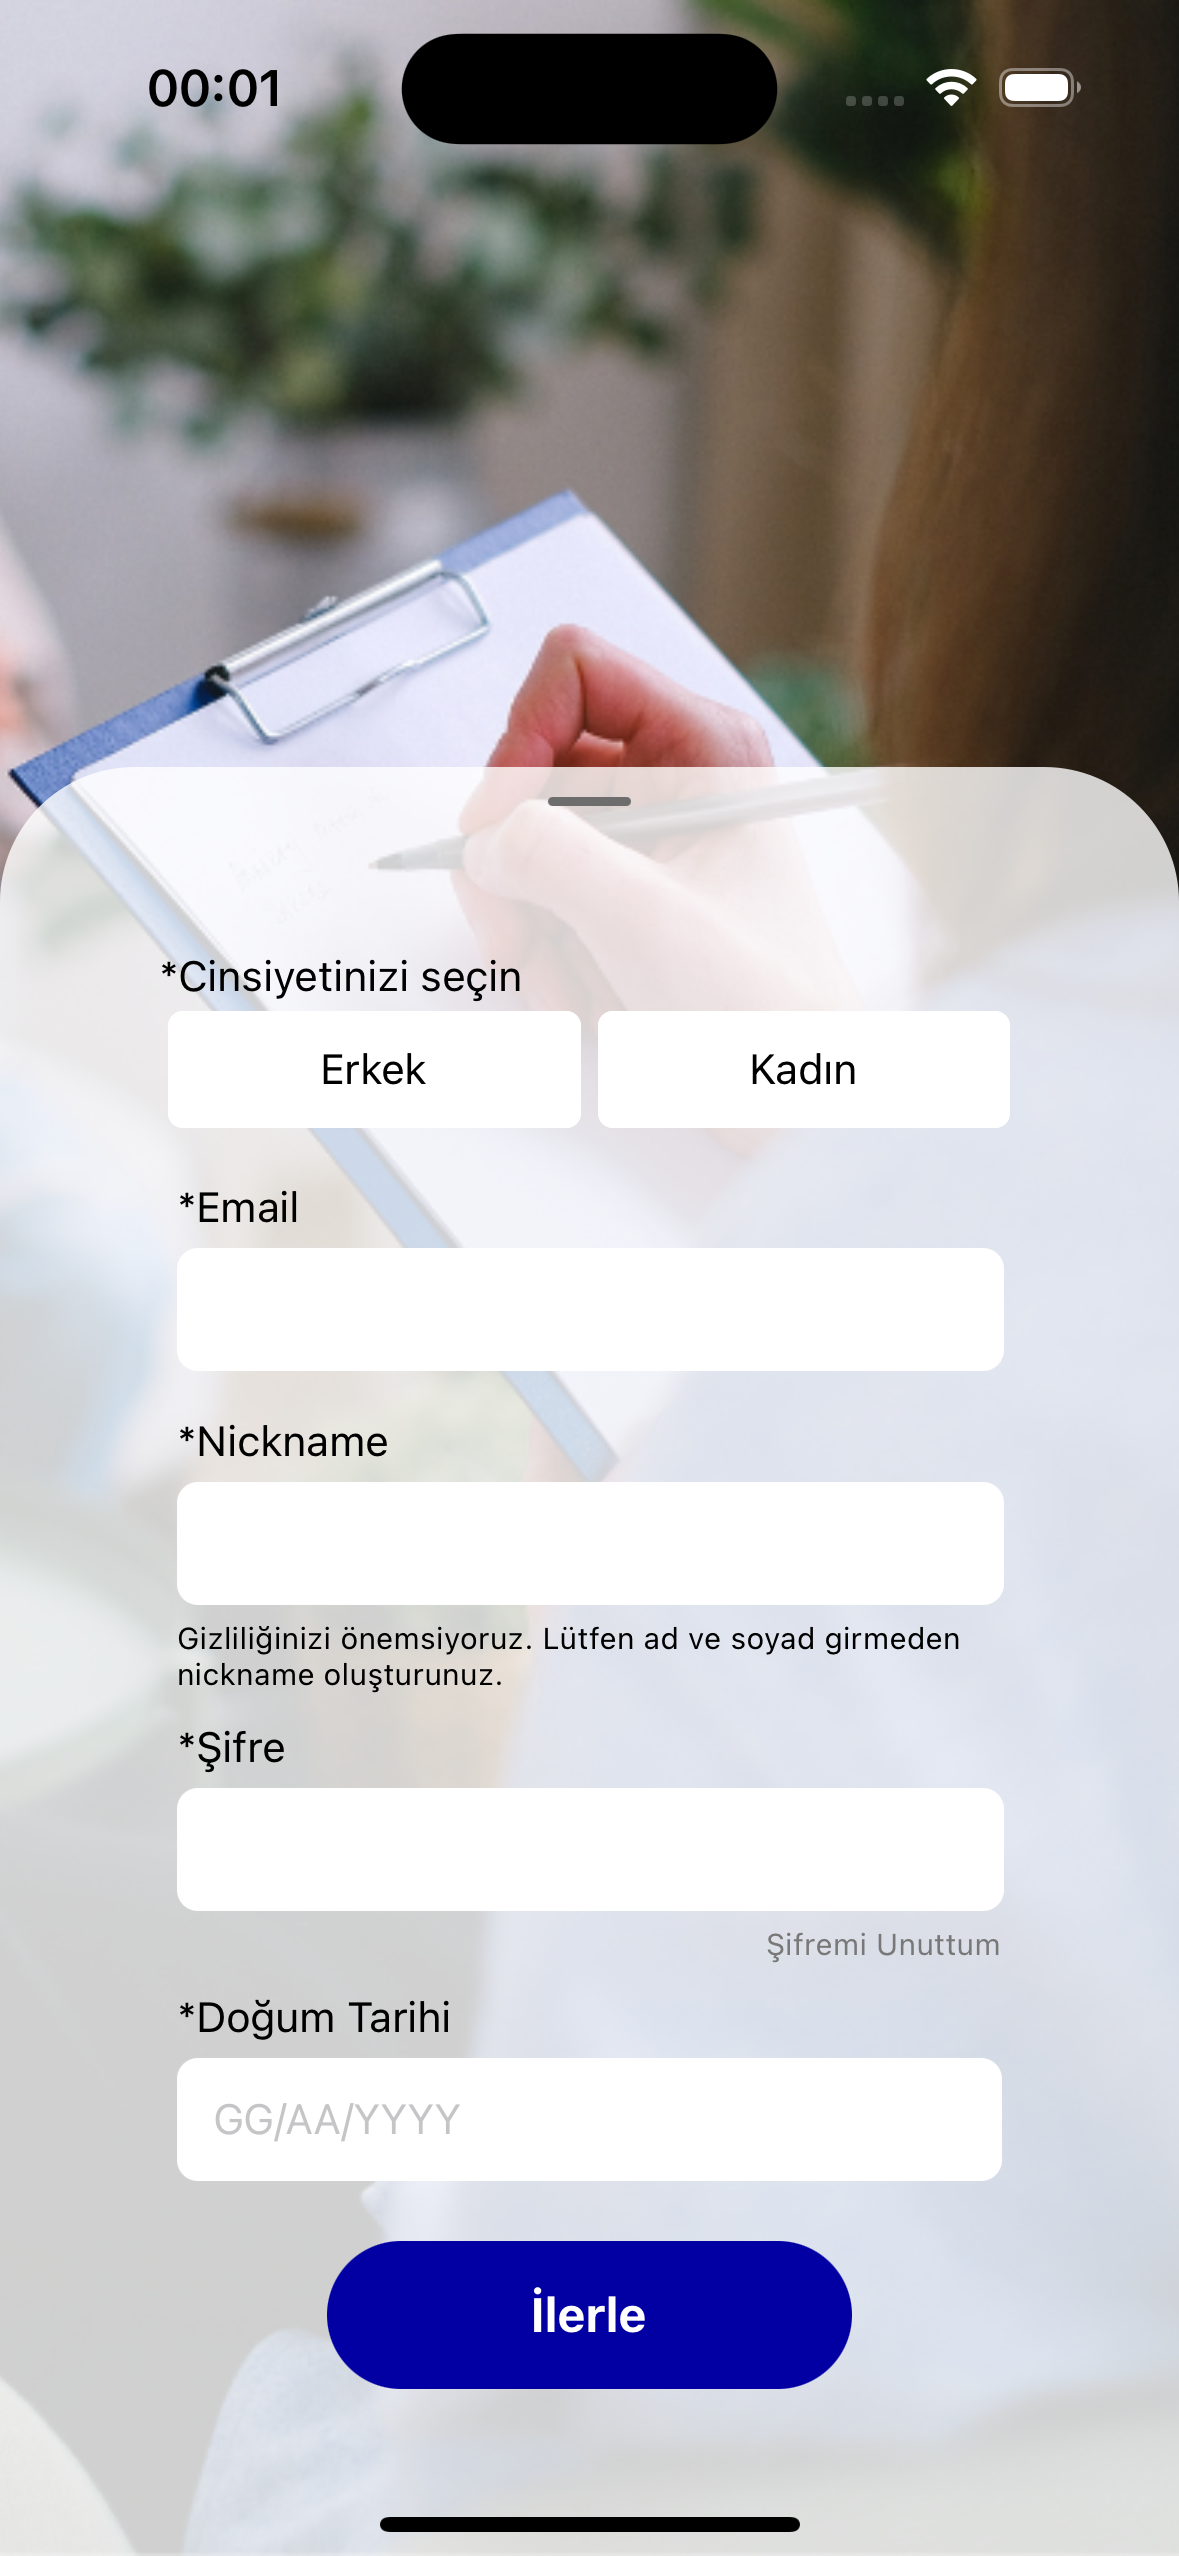 00:01
*Cinsiyetinizi seçin
Erkek
Kadın
*Email
*Nickname
Gizliliğinizi önemsiyoruz. Lütfen ad ve soyad girmeden
nickname oluşturunuz.
*Şifre
Şifremi Unuttum
*Doğum Tarihi
GG/AA/YYYY
İlerle